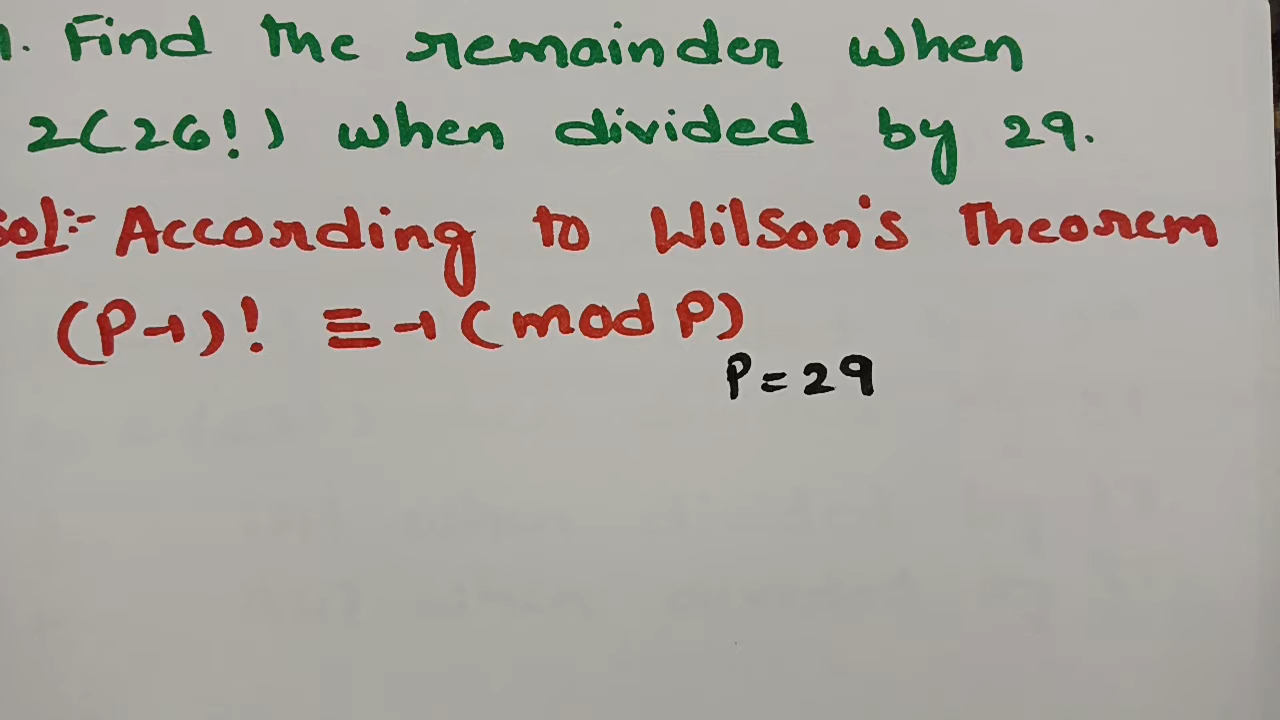 1. Find the remainder when
2(26!) when divided by 29.
Sol:- According to Wilson's Theorem
(P-1)! ≡ -1 (mod P)
P = 29